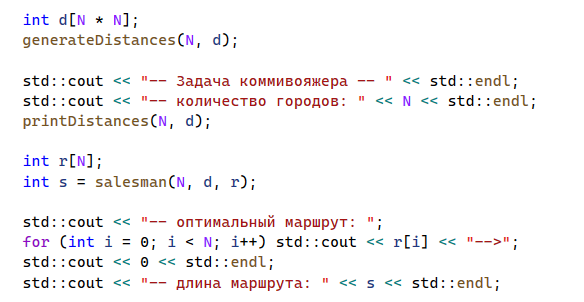 int d[N * N];
generateDistances(N, d);
std::cout << "-- Задача коммивояжера -- " << std::endl;
std::cout << "-- количество городов: " << N << std::endl;
printDistances(N, d);
int r[N];
int s = salesman(N, d, r);
std::cout << "-- оптимальный маршрут: ";
for (int i = 0; i < N; i++) std::cout << r[i] << "-->";
std::cout << 0 << std::endl;
std::cout << "-- длина маршрута: " << s << std::endl;